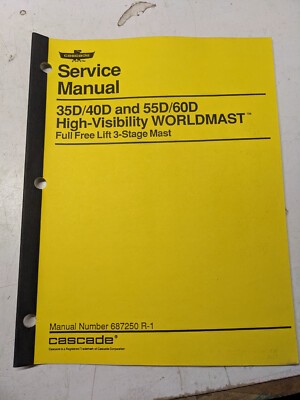 Service
Manual
35D/40D and 55D/60D
High-Visibility WORLDMAST™
Full Free Lift 3-Stage Mast
Manual Number 687250 R-1
cascade®
Cascade is a Registered Trademark of Cascade Corporation